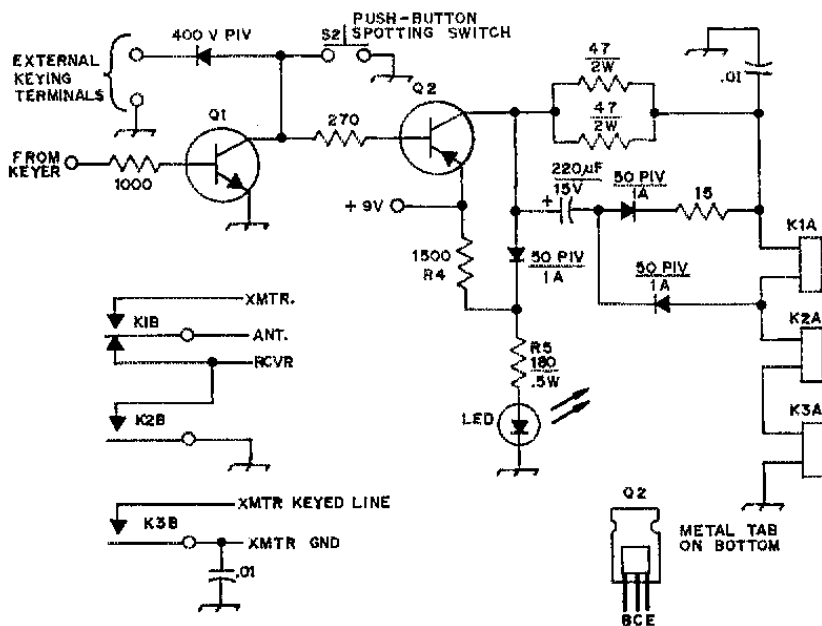 400 V PIV
S2
PUSH-BUTTON
SPOTTING SWITCH
EXTERNAL
KEYING
TERMINALS
Q1
Q2
270
FROM
KEYER
1000
47
2W
47
2W
.01
220µF
15V
+
50 PIV
1A
15
+ 9V
1500
R4
50 PIV
1A
50 PIV
1A
K1A
K2A
K3A
R5
180
.5W
LED
XMTR.
K1B
ANT.
RCVR
K2B
XMTR KEYED LINE
K3B
XMTR GND
.01
Q2
METAL TAB
ON BOTTOM
BCE